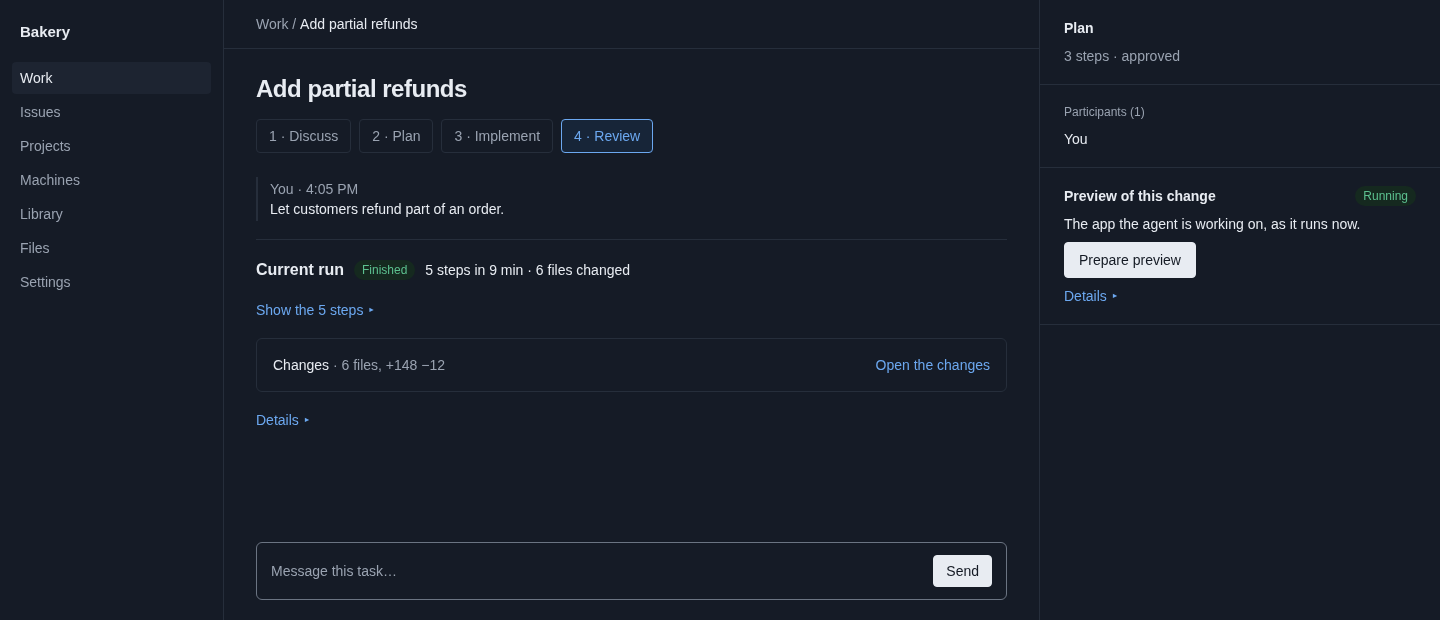 Bakery
Work
Issues
Projects
Machines
Library
Files
Settings
Work / Add partial refunds
Add partial refunds
1 · Discuss
2 · Plan
3 · Implement
4 · Review
You · 4:05 PM
Let customers refund part of an order.
Current run Finished 5 steps in 9 min · 6 files changed
Show the 5 steps ▸
Changes · 6 files, +148 −12 Open the changes
Details ▸
Message this task… Send
Plan
3 steps · approved
Participants (1)
You
Preview of this change Running
The app the agent is working on, as it runs now.
Prepare preview
Details ▸